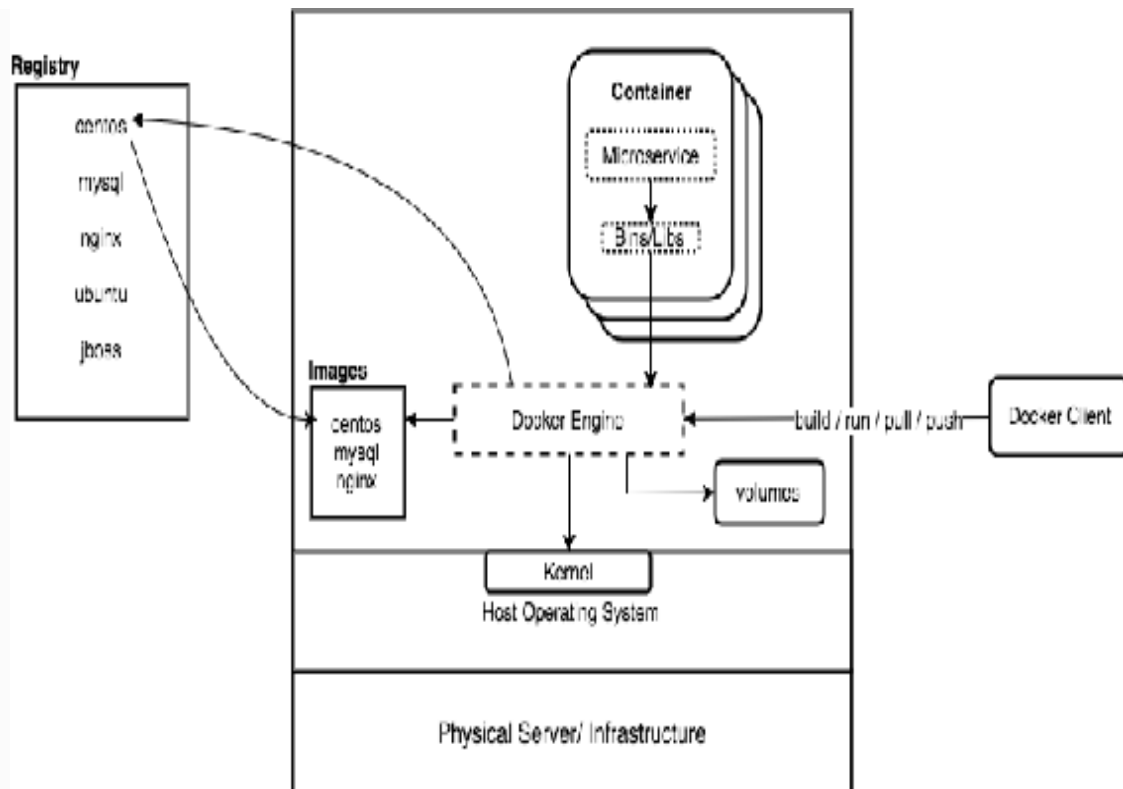 Registry
centos
mysql
nginx
ubuntu
jboss
Container
Microservice
Bins/Libs
Images
centos
mysql
nginx
Docker Engine
build / run / pull / push
Docker Client
volumes
Kernel
Host Operating System
Physical Server/ Infrastructure